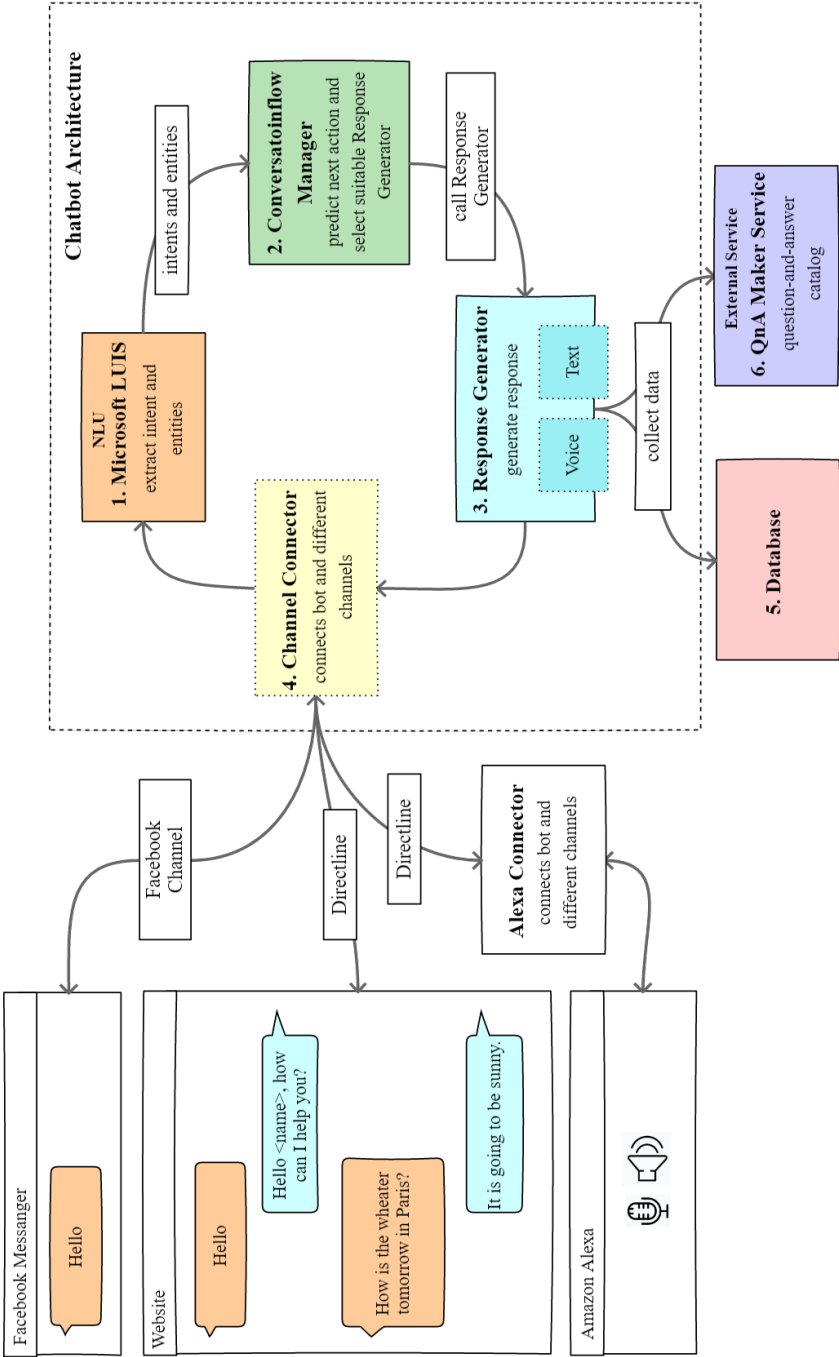 Facebook Messanger
Hello
Website
Hello
Hello <name>, how
can I help you?
How is the wheater
tomorrow in Paris?
It is going to be sunny.
Amazon Alexa
Facebook
Channel
Directline
Directline
Alexa Connector
connects bot and
different channels
Chatbot Architecture
4. Channel Connector
connects bot and different
channels
NLU
1. Microsoft LUIS
extract intent and
entities
intents and entities
2. Conversatoinflow
Manager
predict next action and
select suitable Response
Generator
call Response
Generator
3. Response Generator
generate response
Voice
Text
collect data
5. Database
External Service
6. QnA Maker Service
question-and-answer
catalog